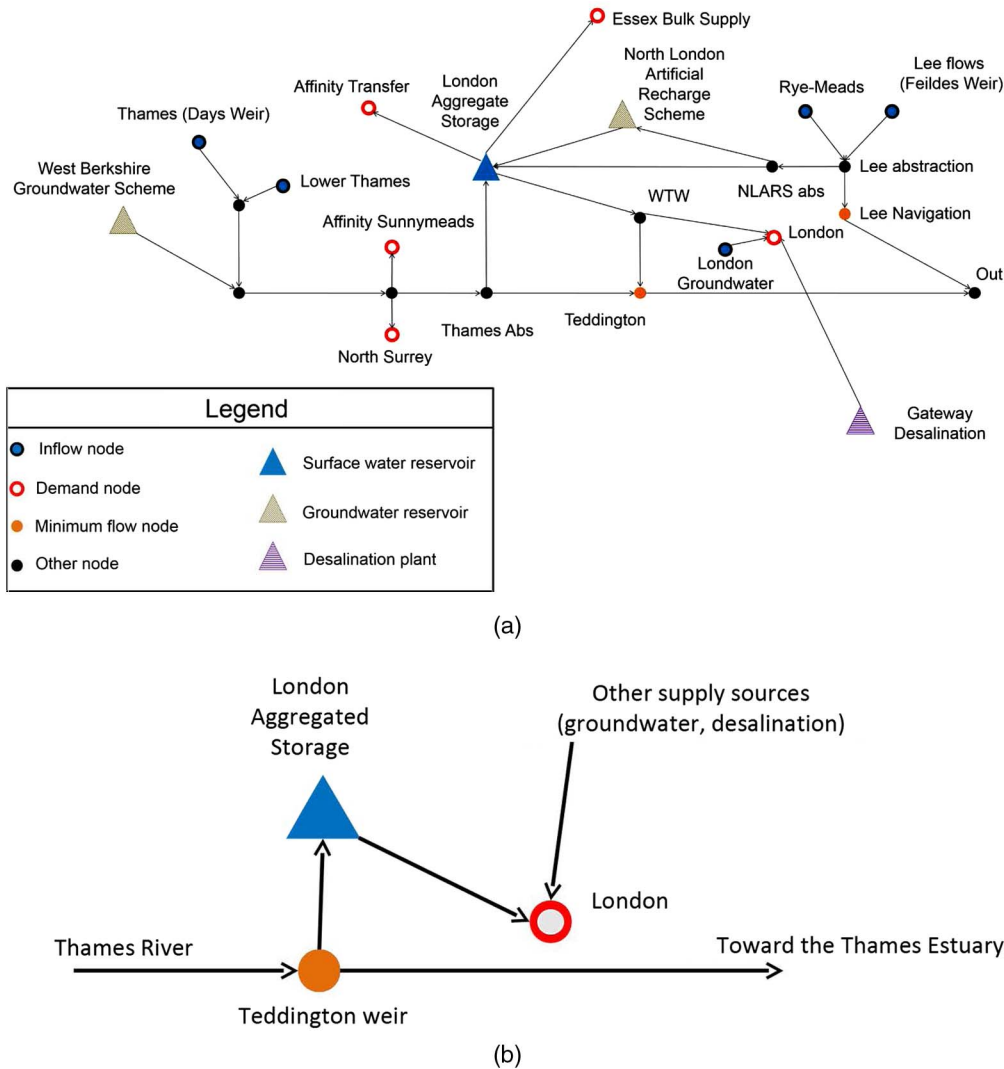 Essex Bulk Supply
North London
Artificial
Recharge
Scheme
Lee flows
(Feildes Weir)
Rye-Meads
London
Aggregate
Storage
Affinity Transfer
Thames (Days Weir)
West Berkshire
Groundwater Scheme
Lower Thames
Affinity Sunnymeads
WTW
NLARS abs
Lee abstraction
Lee Navigation
London
London
Groundwater
Out
Thames Abs
Teddington
North Surrey
Gateway
Desalination
Legend
Inflow node
Demand node
Minimum flow node
Other node
Surface water reservoir
Groundwater reservoir
Desalination plant
(a)
London
Aggregated
Storage
Other supply sources
(groundwater, desalination)
London
Thames River
Toward the Thames Estuary
Teddington weir
(b)